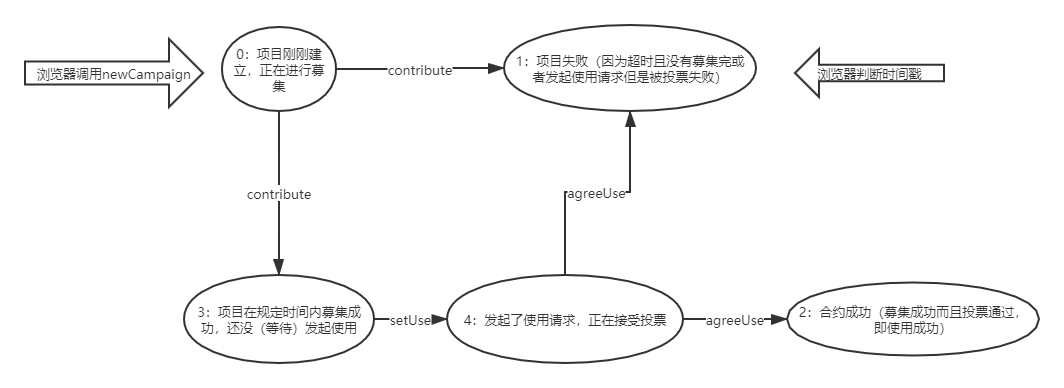 浏览器调用newCampaign
0：项目刚刚建
立，正在进行募
集
contribute
1：项目失败（因为超时且没有募集完或
者发起使用请求但是被投票失败）
浏览器判断时间戳
contribute
agreeUse
3：项目在规定时间内募集成
功，还没（等待）发起使用
setUse
4：发起了使用请求，正在接受投票
agreeUse
2：合约成功（募集成功而且投票通过，
即使用成功）